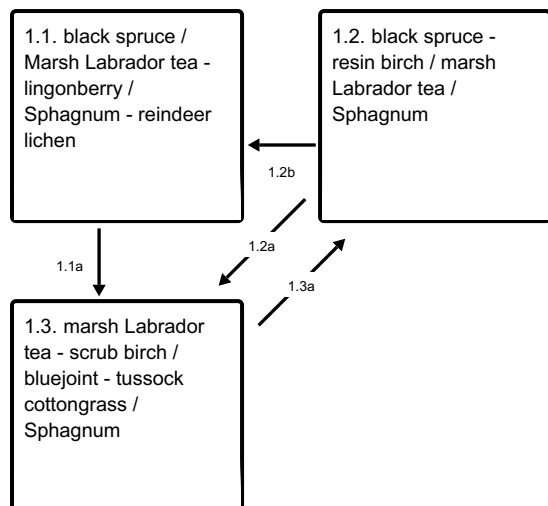 1.1. black spruce /
Marsh Labrador tea -
lingonberry /
Sphagnum - reindeer
lichen
1.2. black spruce -
resin birch / marsh
Labrador tea /
Sphagnum
1.2b
1.2a
1.1a
1.3a
1.3. marsh Labrador
tea - scrub birch /
bluejoint - tussock
cottongrass /
Sphagnum